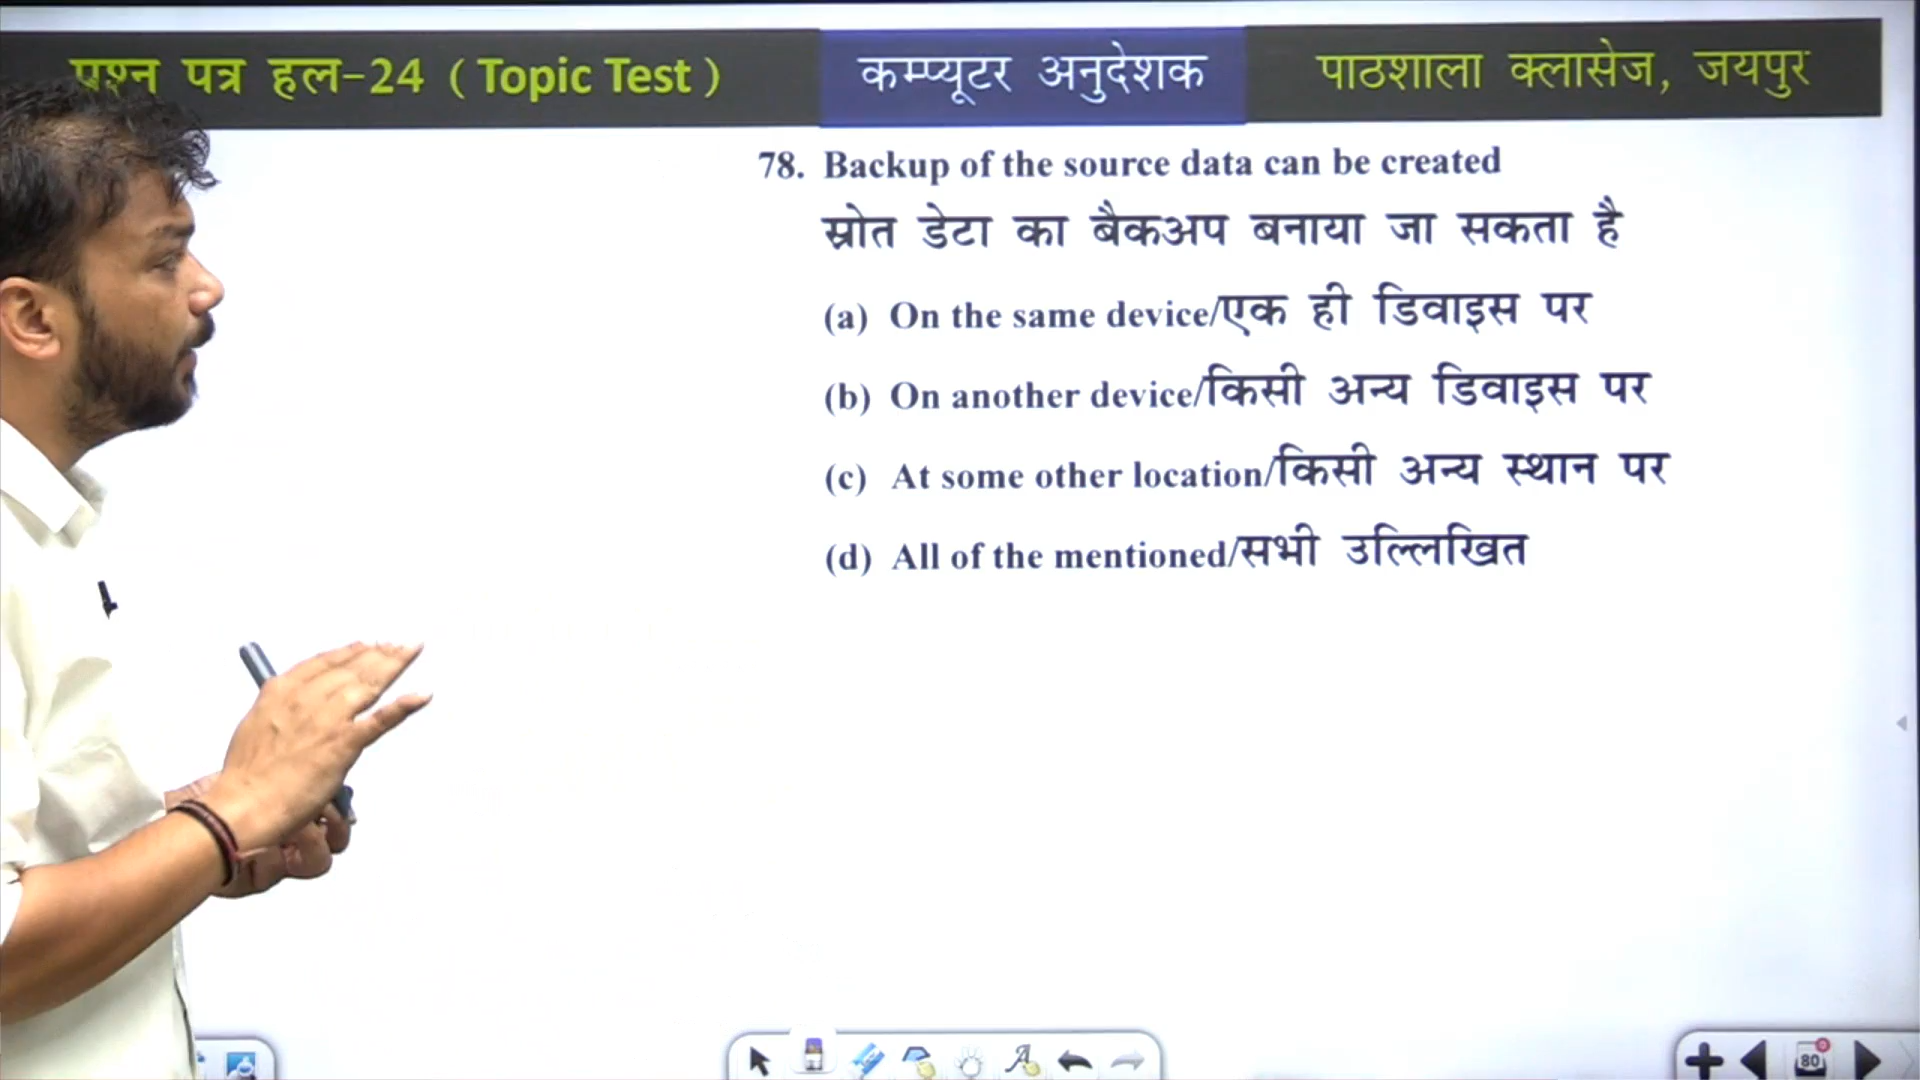 प्रश्न पत्र हल-24 ( Topic Test ) कम्प्यूटर अनुदेशक पाठशाला क्लासेज, जयपुर
78. Backup of the source data can be created
स्रोत डेटा का बैकअप बनाया जा सकता है
(a) On the same device/एक ही डिवाइस पर
(b) On another device/किसी अन्य डिवाइस पर
(c) At some other location/किसी अन्य स्थान पर
(d) All of the mentioned/सभी उल्लिखित
80